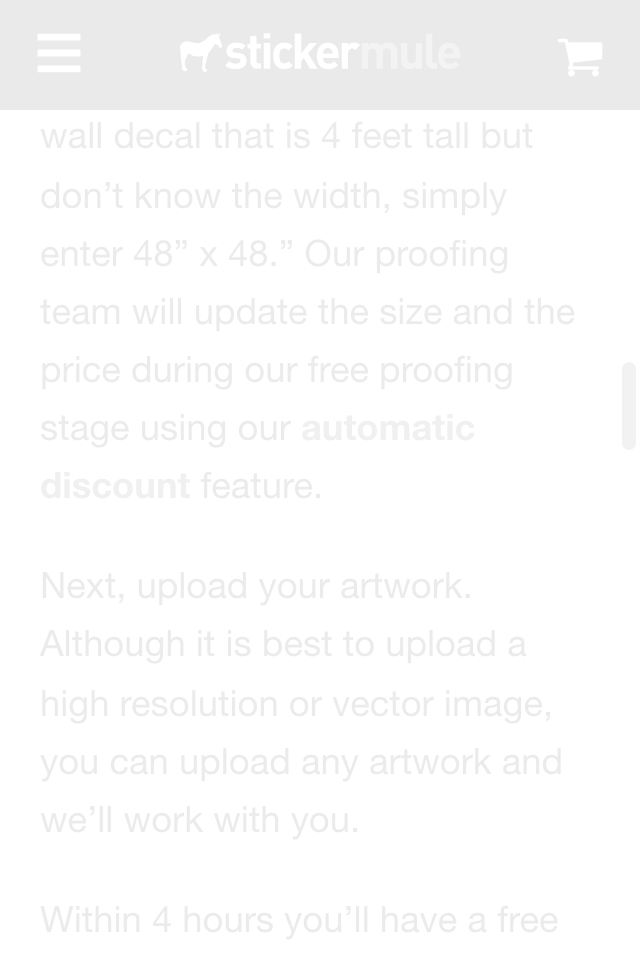 stickermule
wall decal that is 4 feet tall but
don’t know the width, simply
enter 48” x 48.” Our proofing
team will update the size and the
price during our free proofing
stage using our automatic
discount feature.
Next, upload your artwork.
Although it is best to upload a
high resolution or vector image,
you can upload any artwork and
we’ll work with you.
Within 4 hours you’ll have a free